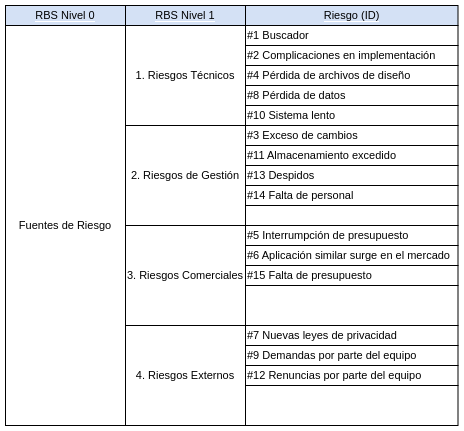 RBS Nivel 0 RBS Nivel 1 Riesgo (ID)
Fuentes de Riesgo
1. Riesgos Técnicos
#1 Buscador
#2 Complicaciones en implementación
#4 Pérdida de archivos de diseño
#8 Pérdida de datos
#10 Sistema lento
2. Riesgos de Gestión
#3 Exceso de cambios
#11 Almacenamiento excedido
#13 Despidos
#14 Falta de personal
3. Riesgos Comerciales
#5 Interrumpción de presupuesto
#6 Aplicación similar surge en el mercado
#15 Falta de presupuesto
4. Riesgos Externos
#7 Nuevas leyes de privacidad
#9 Demandas por parte del equipo
#12 Renuncias por parte del equipo